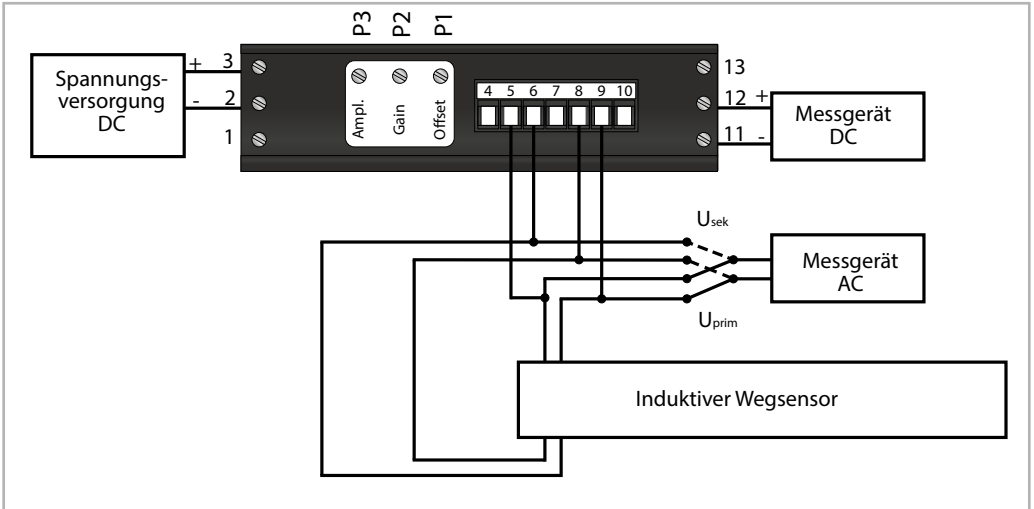 P3
P2
P1
Spannungs-
versorgung
DC
+
3
-
2
1
Ampl.
Gain
Offset
4 5 6 7 8 9 10
13
12 +
11 -
Messgerät
DC
Usek
Messgerät
AC
Uprim
Induktiver Wegsensor